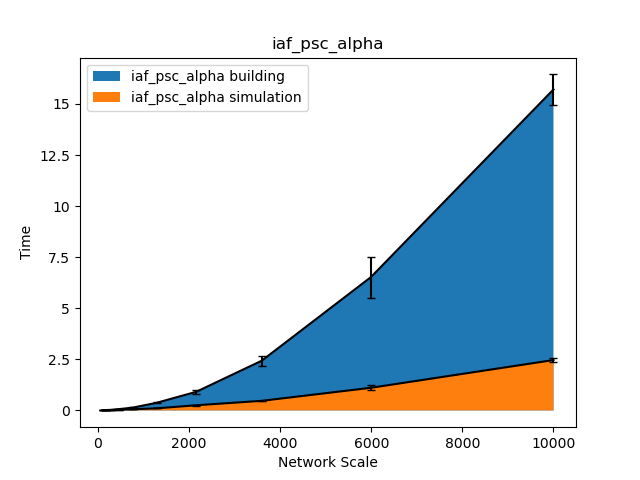 iaf_psc_alpha
iaf_psc_alpha building
iaf_psc_alpha simulation
15
12.5
10
7.5
5
2.5
0
Time
0 2000 4000 6000 8000 10000
Network Scale